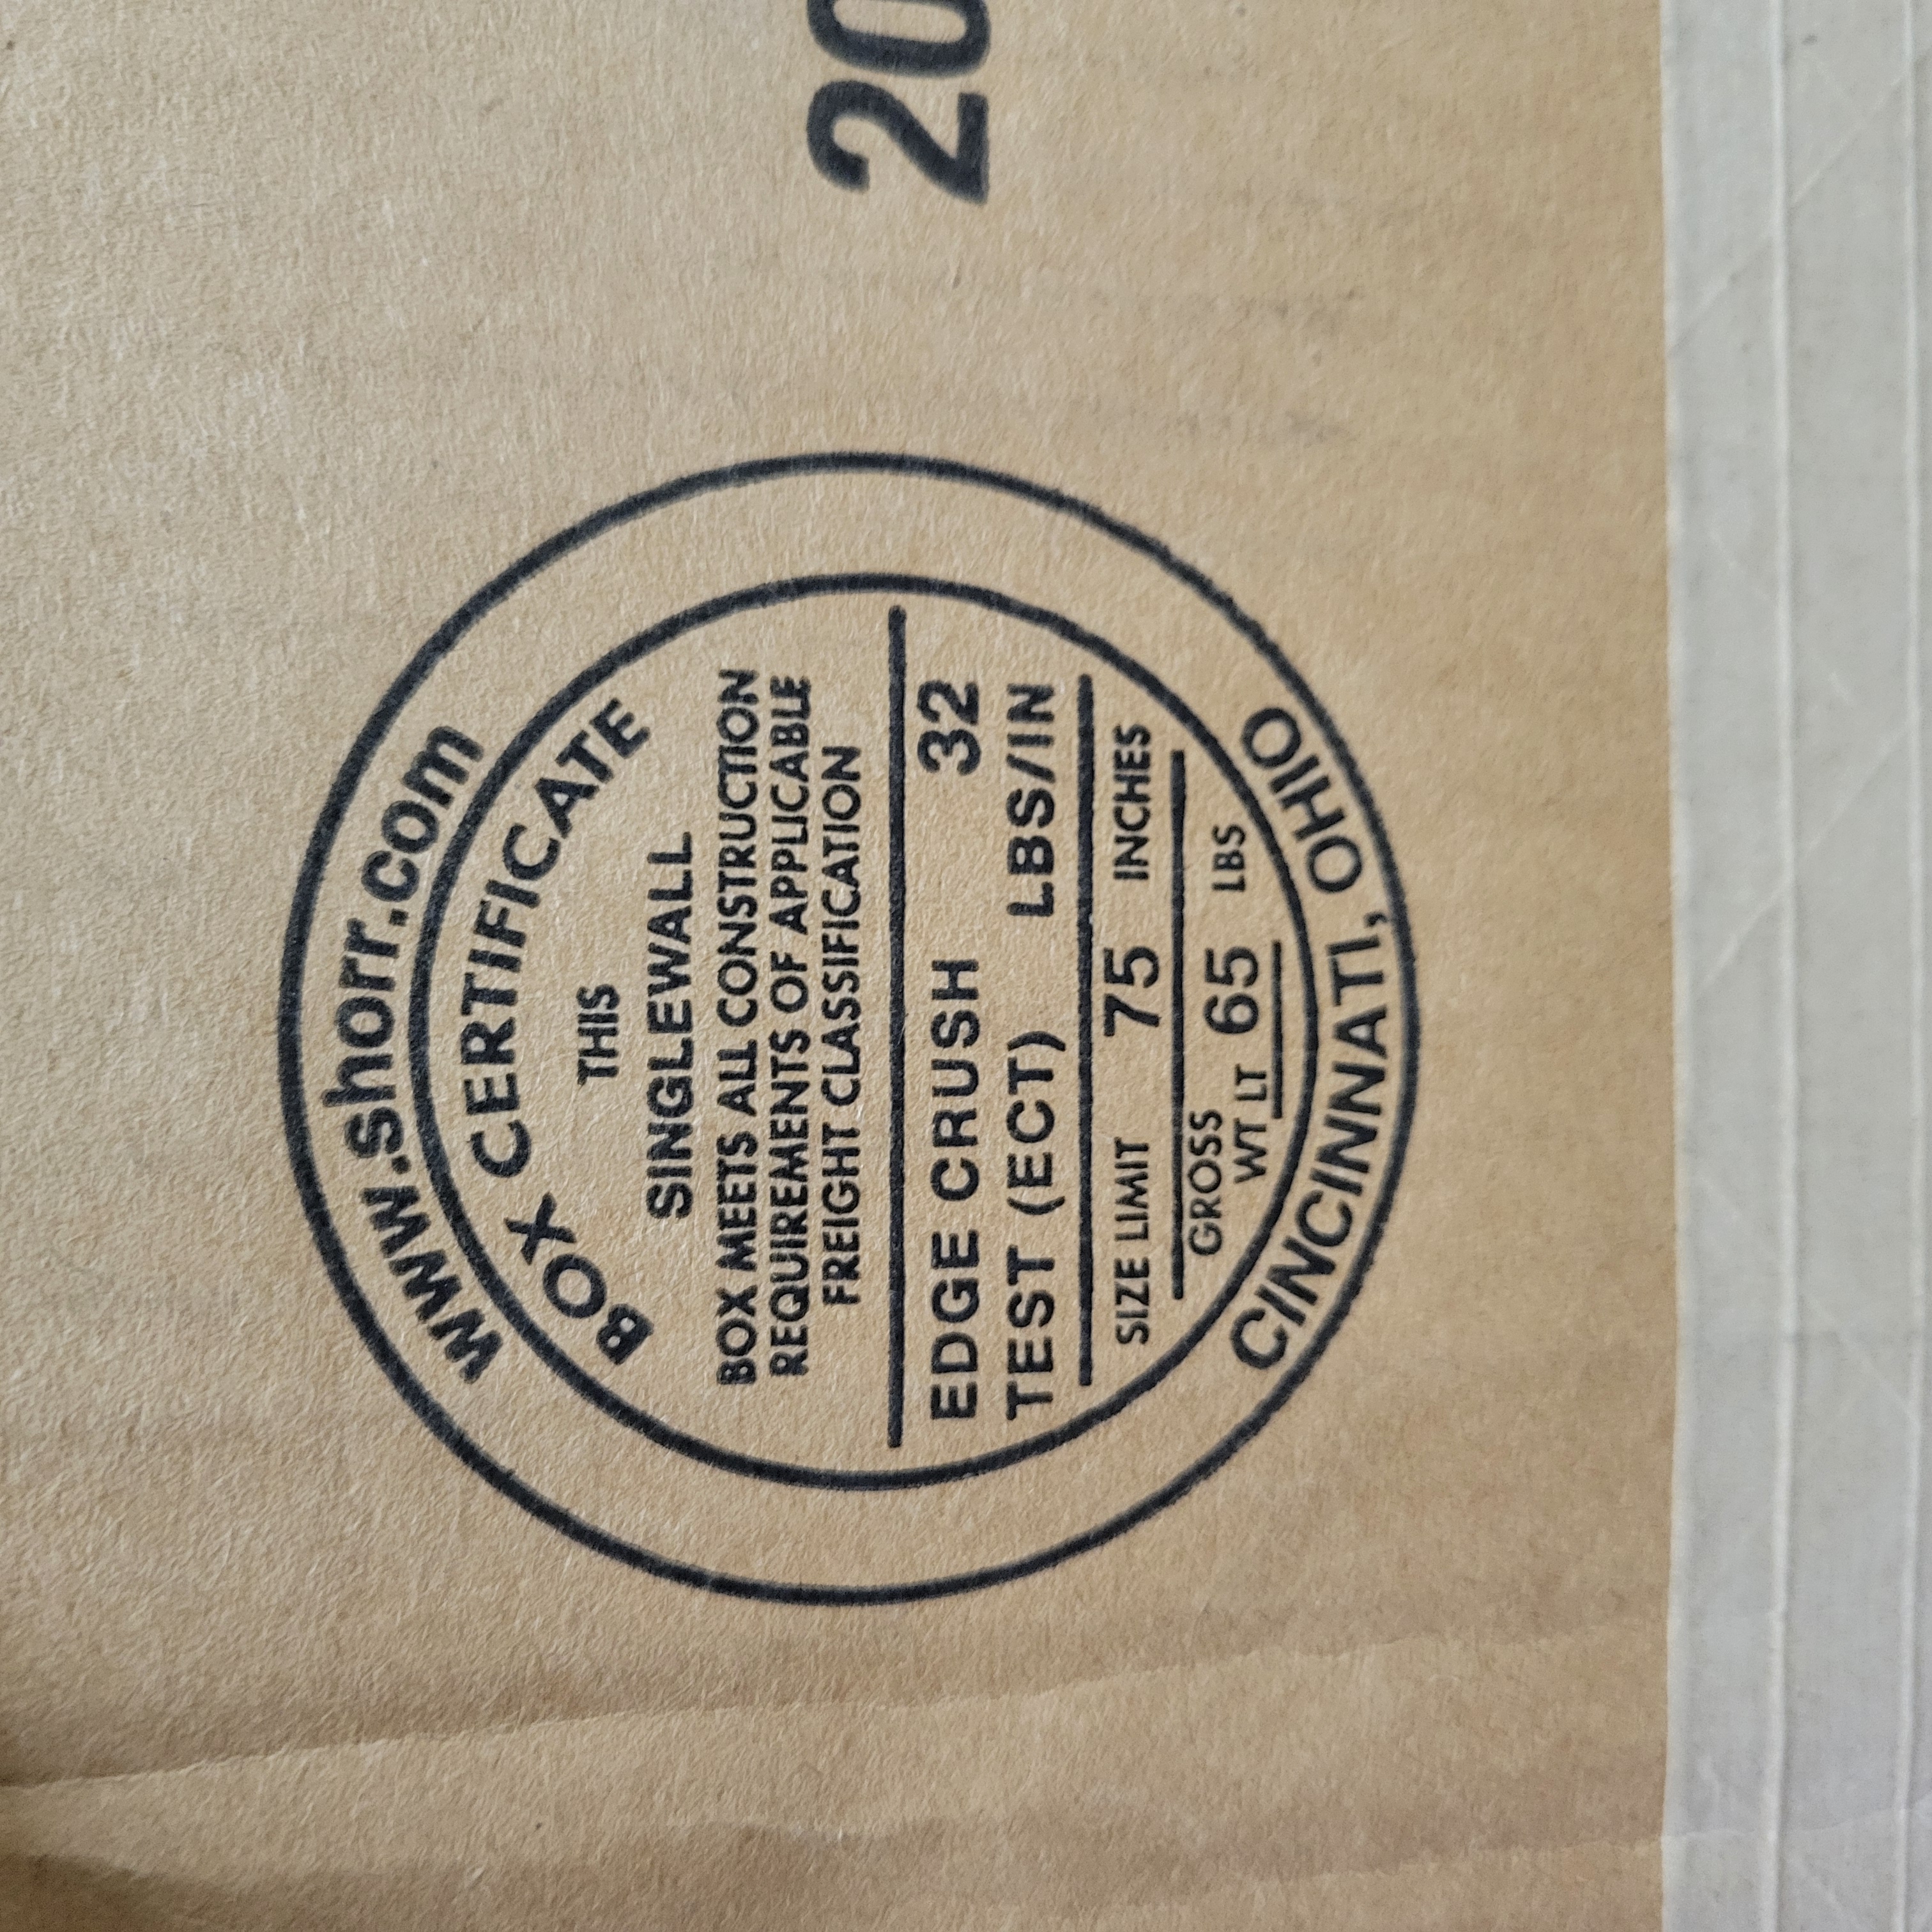 www.shorr.com
BOX CERTIFICATE
THIS
SINGLEWALL
BOX MEETS ALL CONSTRUCTION
REQUIREMENTS OF APPLICABLE
FREIGHT CLASSIFICATION
EDGE CRUSH 32
TEST (ECT) LBS/IN
SIZE LIMIT 75 INCHES
GROSS
WT LT 65 LBS
CINCINNATI, OHIO
20